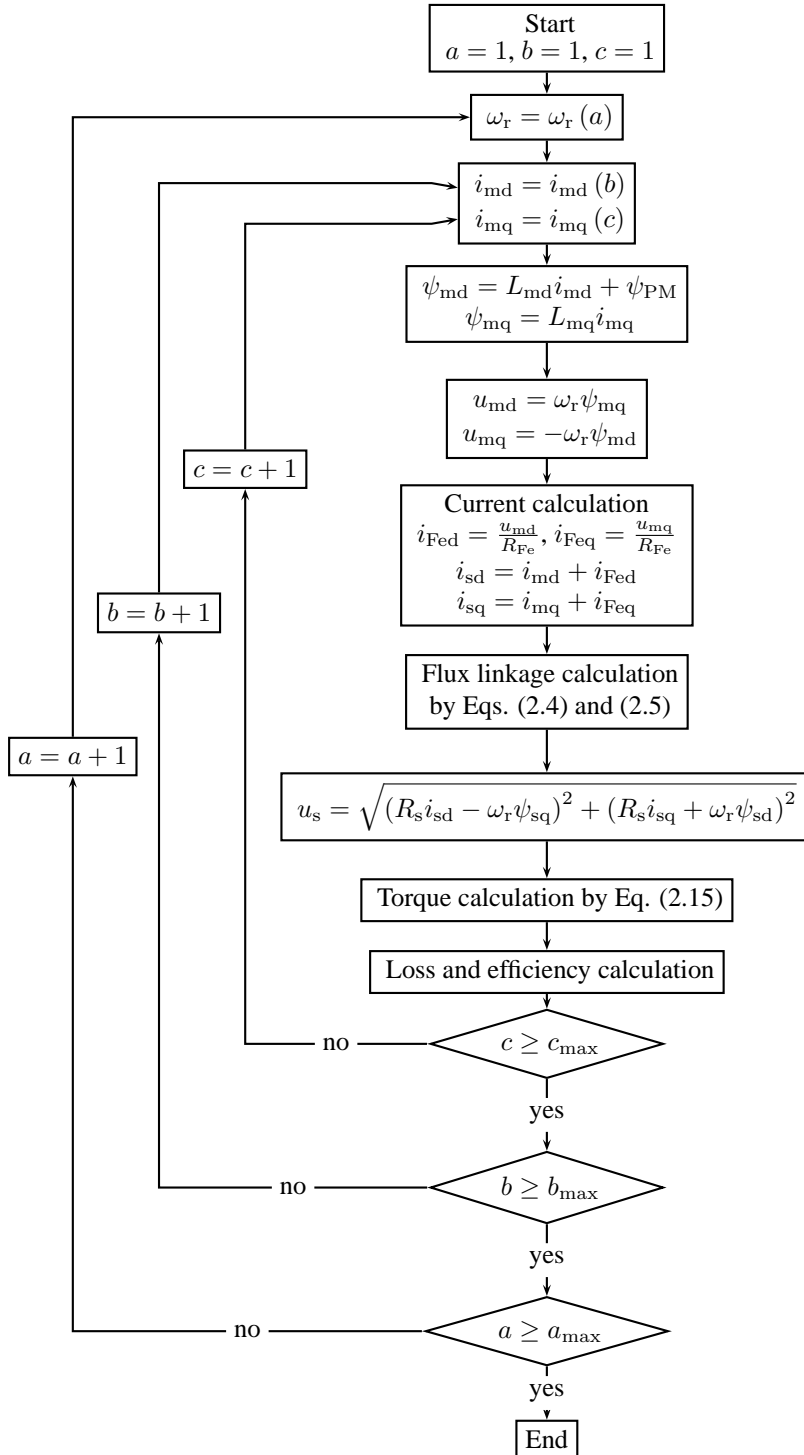 Start
a = 1, b = 1, c = 1
ω_r = ω_r (a)
i_md = i_md (b)
i_mq = i_mq (c)
ψ_md = L_md i_md + ψ_PM
ψ_mq = L_mq i_mq
u_md = ω_r ψ_mq
u_mq = −ω_r ψ_md
c = c + 1
Current calculation
i_Fed = u_md/R_Fe, i_Feq = u_mq/R_Fe
i_sd = i_md + i_Fed
i_sq = i_mq + i_Feq
b = b + 1
Flux linkage calculation
by Eqs. (2.4) and (2.5)
a = a + 1
u_s = √((R_s i_sd − ω_r ψ_sq)² + (R_s i_sq + ω_r ψ_sd)²)
Torque calculation by Eq. (2.15)
Loss and efficiency calculation
no
c ≥ c_max
yes
no
b ≥ b_max
yes
no
a ≥ a_max
yes
End